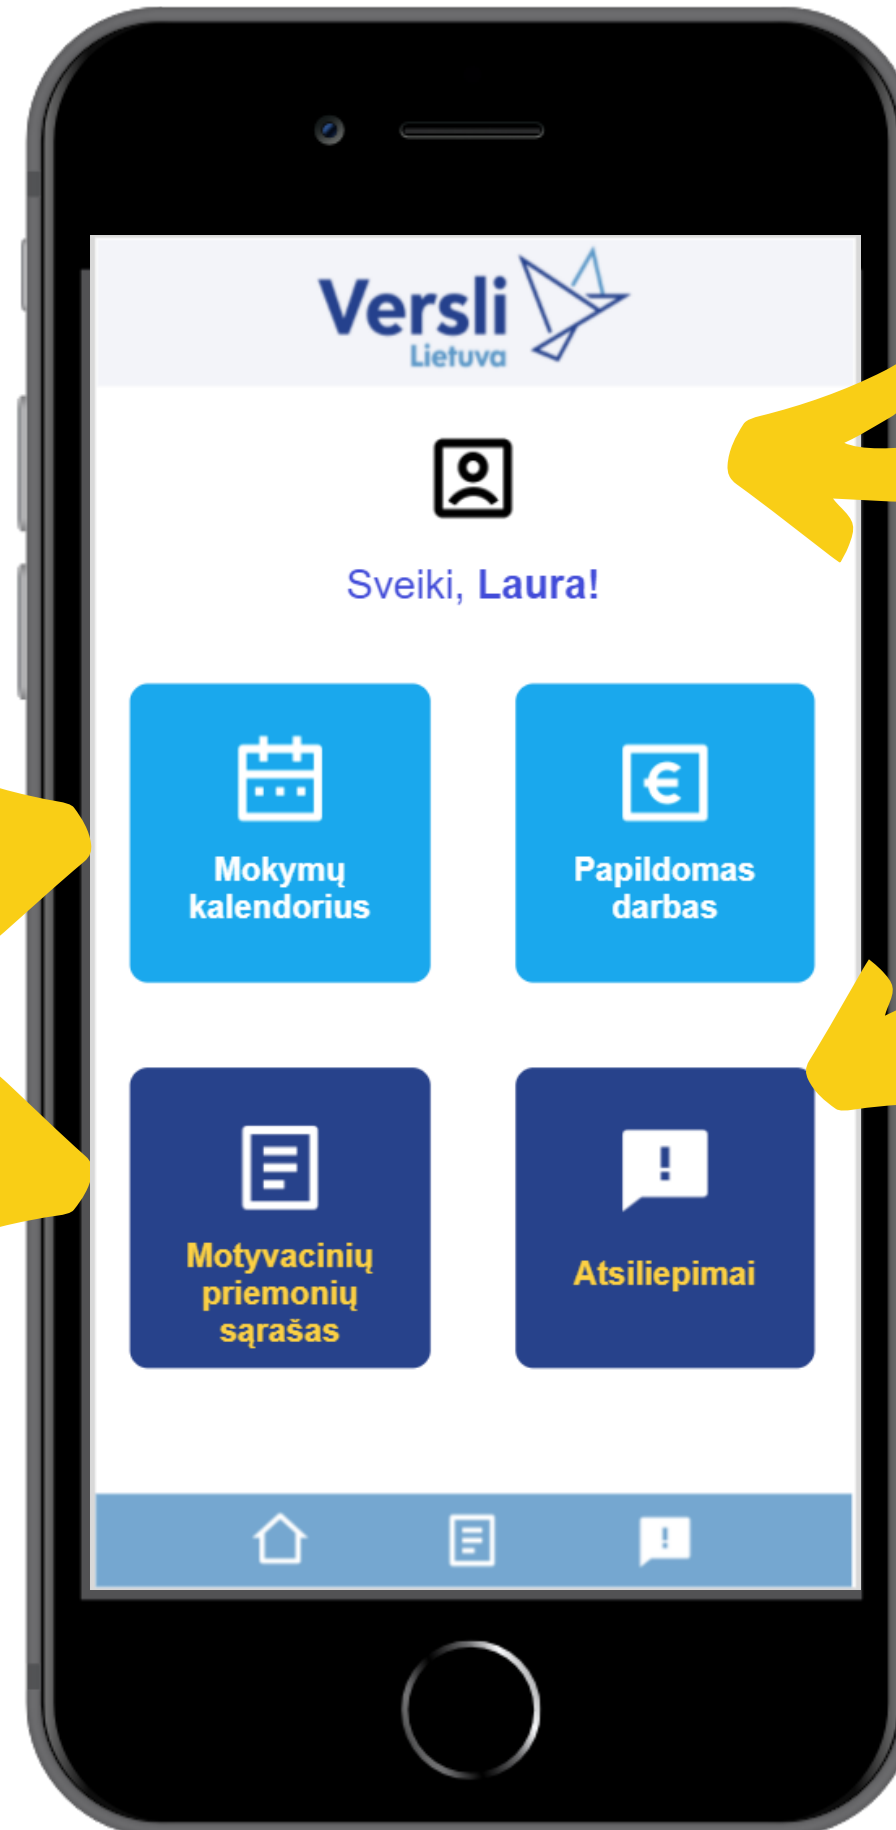 Versli
Lietuva
Sveiki, Laura!
Mokymų
kalendorius
Papildomas
darbas
Motyvacinių
priemonių
sąrašas
Atsiliepimai